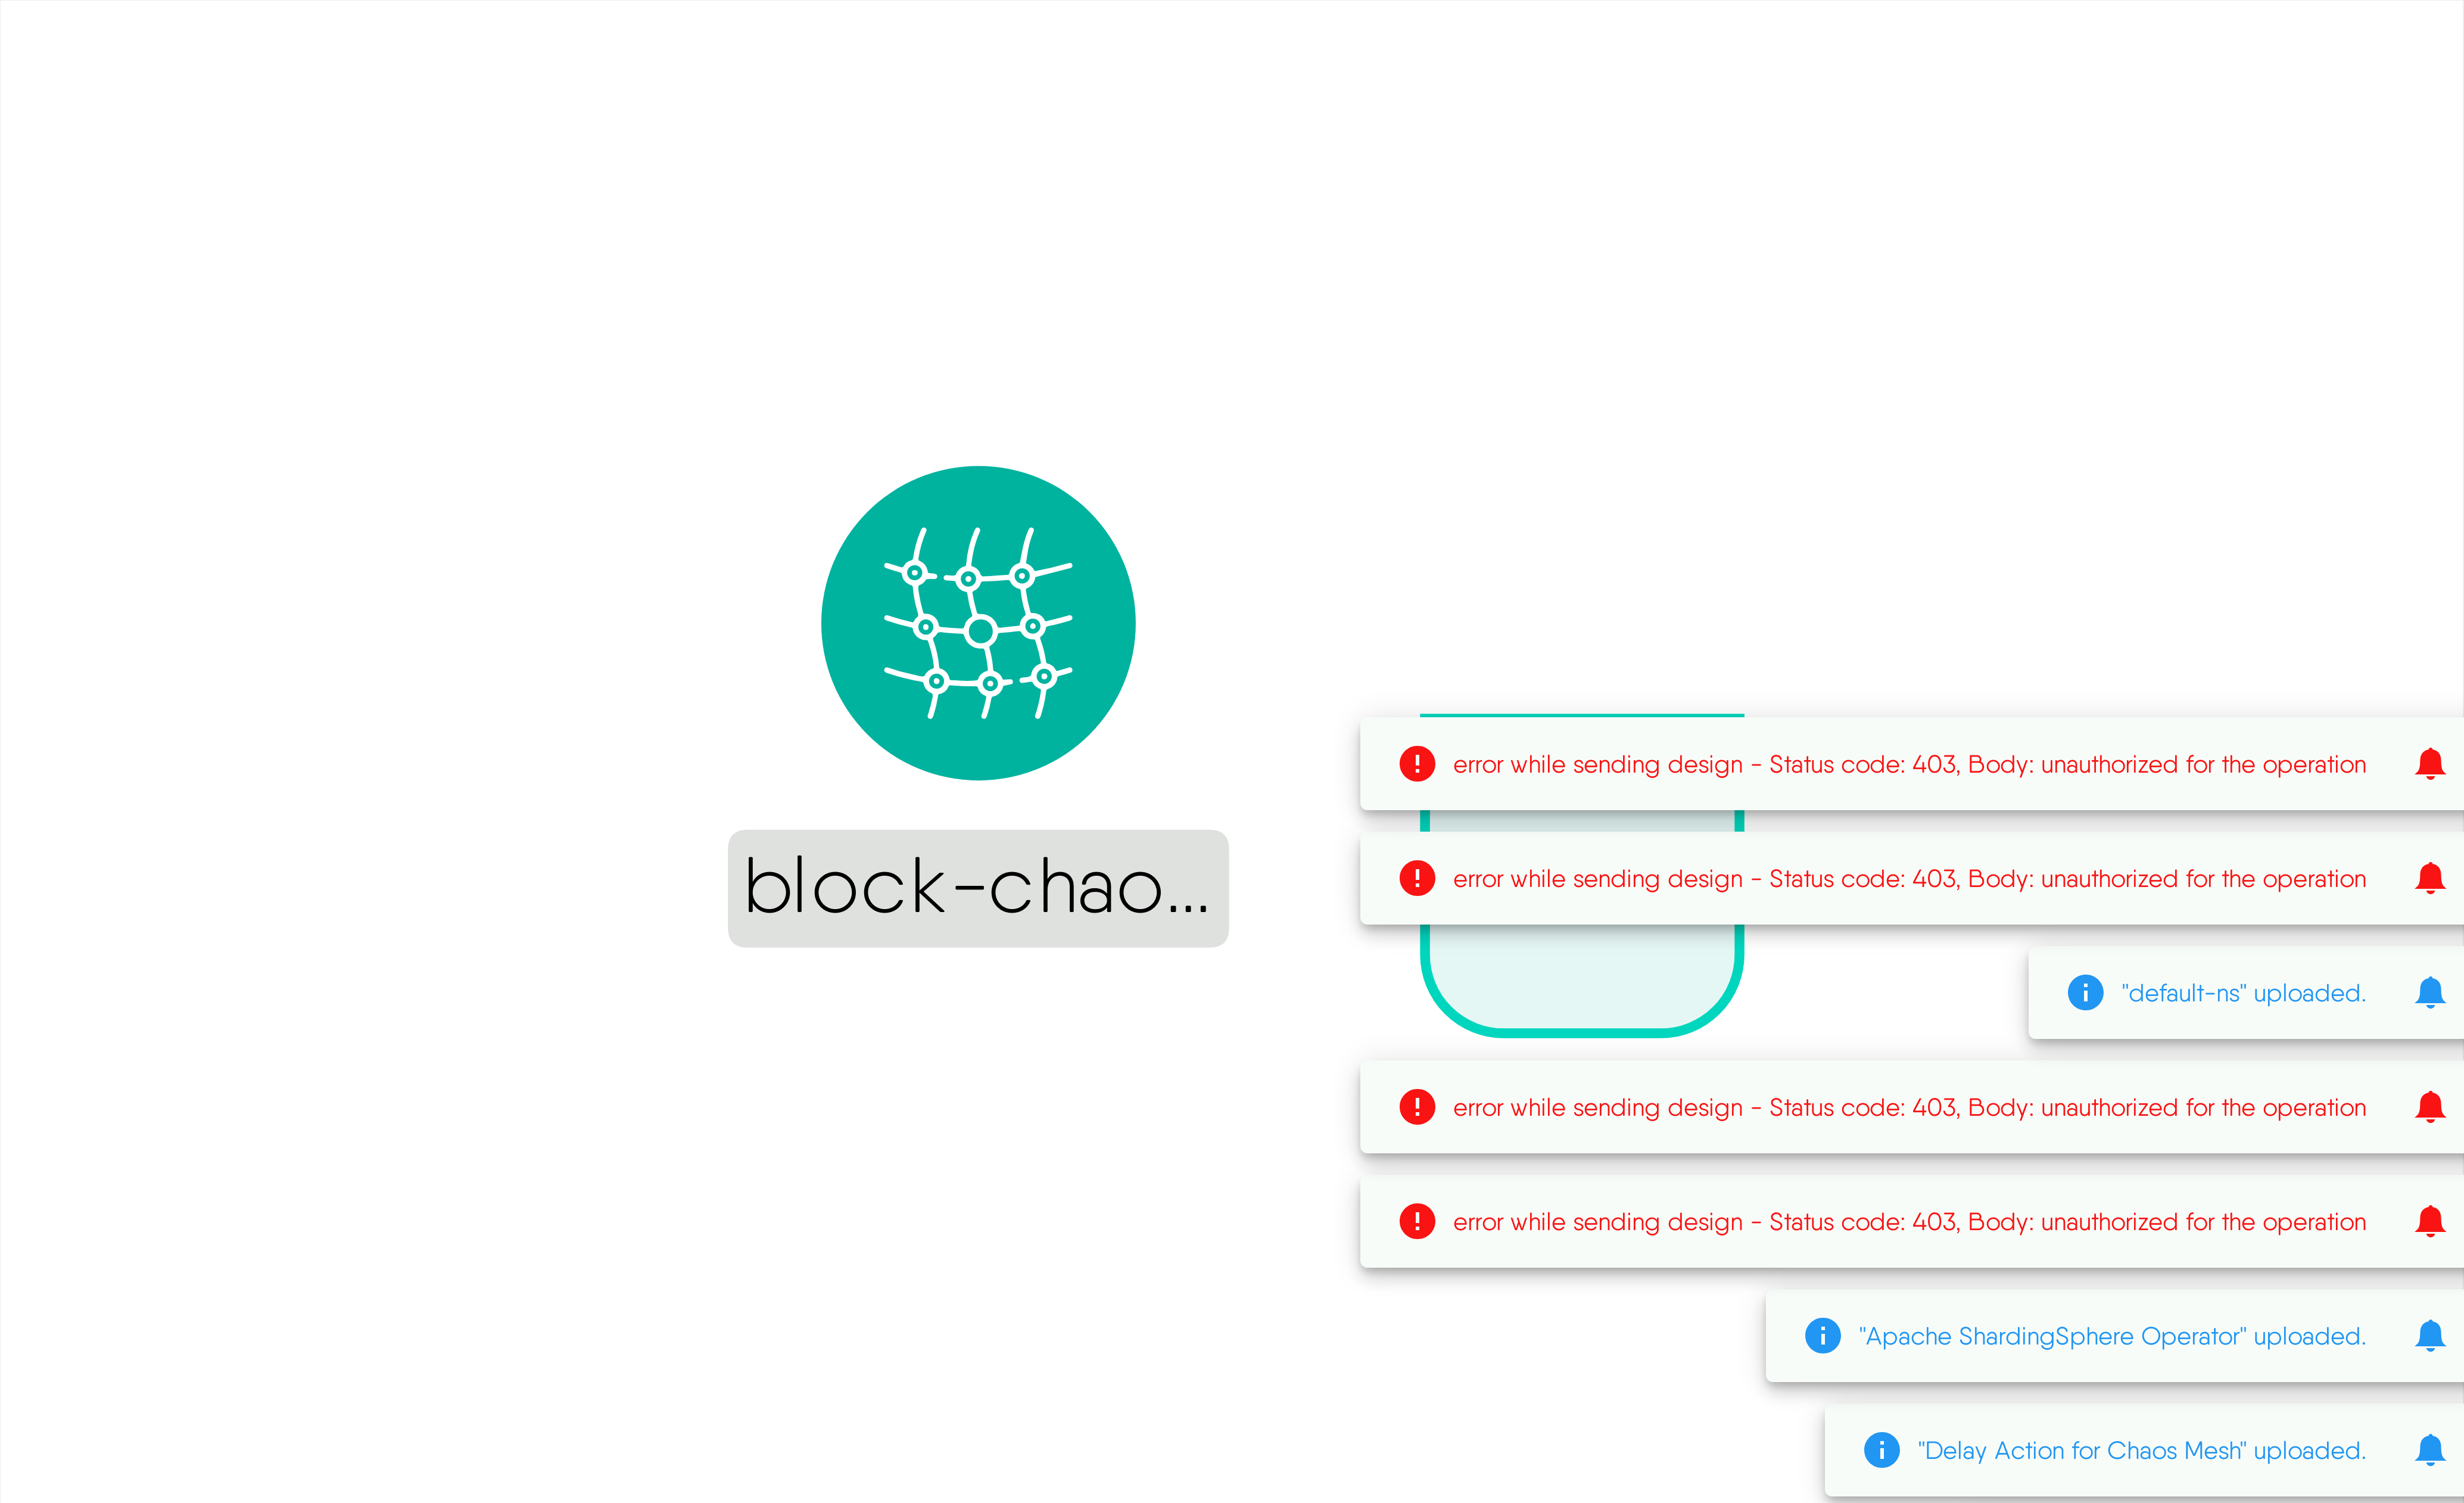 block-chao...
error while sending design - Status code: 403, Body: unauthorized for the operation
error while sending design - Status code: 403, Body: unauthorized for the operation
"default-ns" uploaded.
error while sending design - Status code: 403, Body: unauthorized for the operation
error while sending design - Status code: 403, Body: unauthorized for the operation
"Apache ShardingSphere Operator" uploaded.
"Delay Action for Chaos Mesh" uploaded.